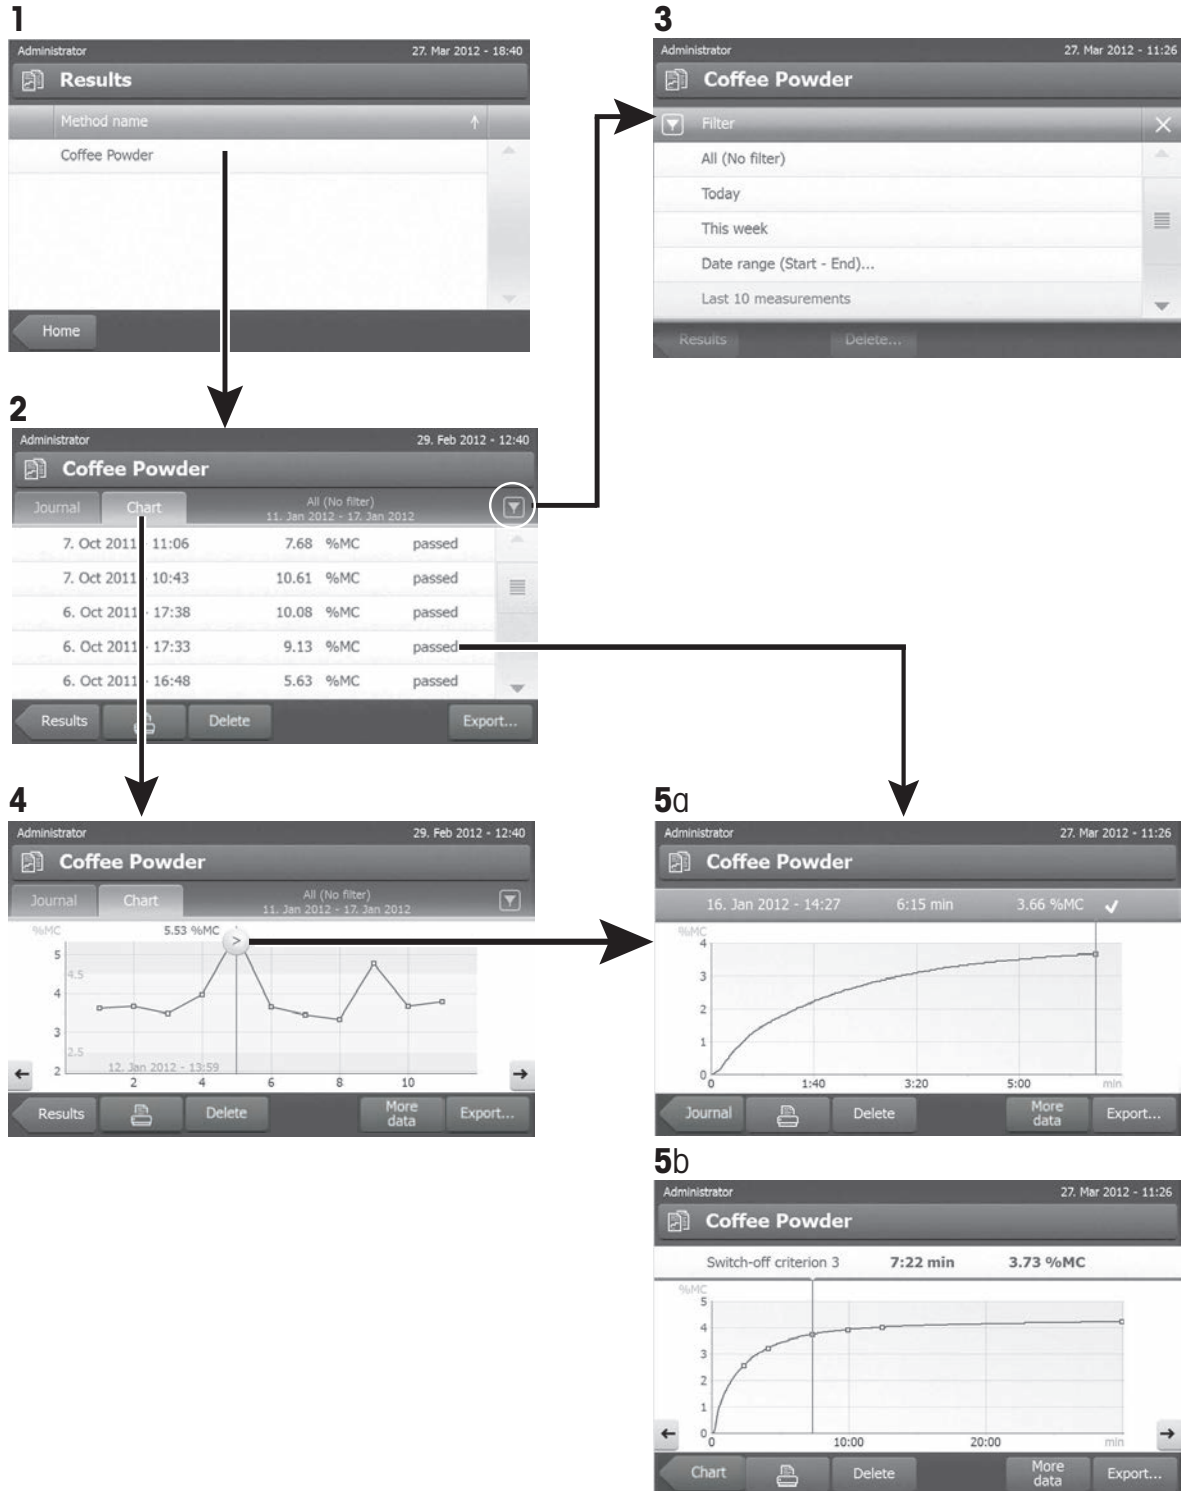 1
Administrator 27. Mar 2012 - 18:40
Results
Method name
Coffee Powder
Home
3
Administrator 27. Mar 2012 - 11:26
Coffee Powder
Filter
All (No filter)
Today
This week
Date range (Start - End)...
Last 10 measurements
Results Delete...
2
Administrator 29. Feb 2012 - 12:40
Coffee Powder
Journal Chart All (No filter)
11. Jan 2012 - 17. Jan 2012
7. Oct 2011 - 11:06 7.68 %MC passed
7. Oct 2011 - 10:43 10.61 %MC passed
6. Oct 2011 - 17:38 10.08 %MC passed
6. Oct 2011 - 17:33 9.13 %MC passed
6. Oct 2011 - 16:48 5.63 %MC passed
Results Delete Export...
4
Administrator 29. Feb 2012 - 12:40
Coffee Powder
Journal Chart All (No filter)
11. Jan 2012 - 17. Jan 2012
%MC 5.53 %MC >
5
4.5
4
3
2.5
2 12. Jan 2012 - 13:59
2 4 6 8 10
Results Delete More data Export...
5a
Administrator 27. Mar 2012 - 11:26
Coffee Powder
16. Jan 2012 - 14:27 6:15 min 3.66 %MC
%MC
4
3
2
1
0
0 1:40 3:20 5:00 min
Journal Delete More data Export...
5b
Administrator 27. Mar 2012 - 11:26
Coffee Powder
Switch-off criterion 3 7:22 min 3.73 %MC
%MC
5
4
3
2
1
0
0 10:00 20:00 min
Chart Delete More data Export...